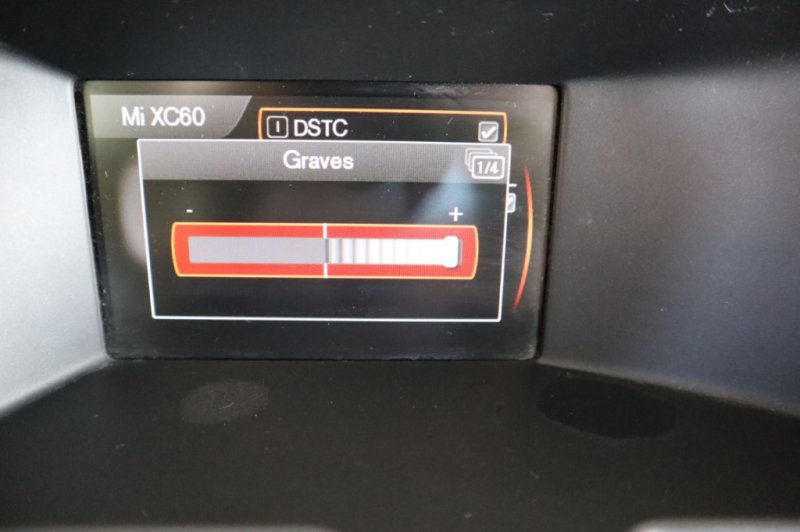 Mi XC60
I DSTC
Graves
1/4
- +